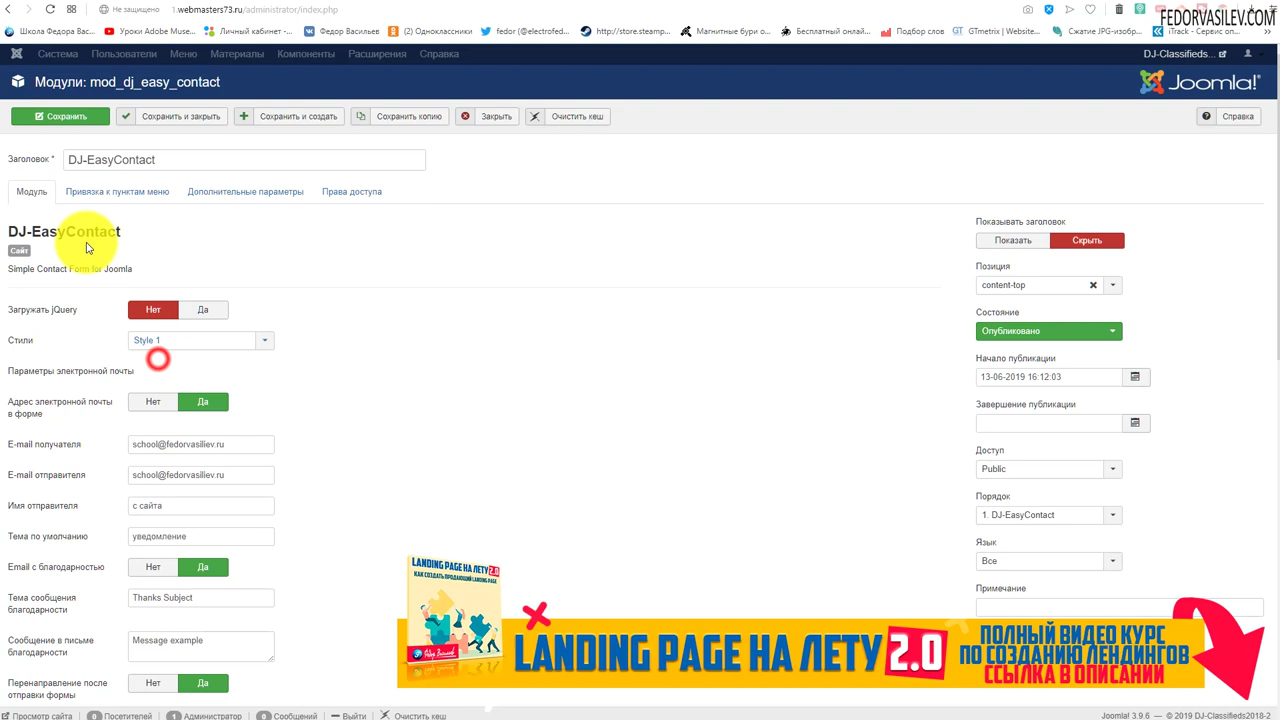 Не защищено
1.webmasters73.ru/administrator/index.php
FEDORVASILEV.COM
Школа Федора Вас...
Уроки Adobe Muse...
Личный кабинет -...
Федор Васильев
(1) Одноклассники
fedor (@electrofed...
http://store.steamp...
Магнитные бури о...
Подбор слов
GTmetrix | Website...
Сжатие JPG-изобр...
iTrack - Сервис оп...
Система
Пользователи
Меню
Материалы
Компоненты
Расширения
Справка
DJ-Classifieds...
Модули: mod_dj_easy_contact
Joomla!®
Сохранить
Сохранить и закрыть
Сохранить и создать
Сохранить копию
Закрыть
Очистить кеш
Справка
Заголовок *
DJ-EasyContact
Модуль
Привязка к пунктам меню
Дополнительные параметры
Права доступа
DJ-EasyContact
Сайт
Simple Contact Form for Joomla
Загружать jQuery
Нет
Да
Стили
Style 1
Параметры электронной почты
Адрес электронной почты
в форме
Нет
Да
E-mail получателя
school@fedorvasiliev.ru
E-mail отправителя
school@fedorvasiliev.ru
Имя отправителя
с сайта
Тема по умолчанию
уведомление
Email с благодарностью
Нет
Да
Тема сообщения
благодарности
Thanks Subject
Сообщение в письме
благодарности
Message example
Перенаправление после
отправки формы
Нет
Да
Показывать заголовок
Показать
Скрыть
Позиция
content-top
Состояние
Опубликовано
Начало публикации
13-06-2019 16:12:03
Завершение публикации
Доступ
Public
Порядок
1. DJ-EasyContact
Язык
Все
Примечание
LANDING PAGE НА ЛЕТУ 2.0
КАК СОЗДАТЬ ПРОДАЮЩИЙ LANDING PAGE
LANDING PAGE НА ЛЕТУ 2.0
ПОЛНЫЙ ВИДЕО КУРС
ПО СОЗДАНИЮ ЛЕНДИНГОВ
ССЫЛКА В ОПИСАНИИ
Просмотр сайта
0 Посетителей
1 Администратор
0 Сообщений
Выйти
Очистить кеш
Joomla! 3.9.6 — © 2019 DJ-Classifieds2018-2